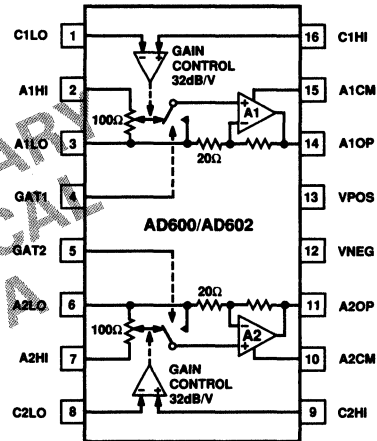 C1LO 1 16 C1HI
GAIN
CONTROL
32dB/V
A1HI 2 15 A1CM
100Ω
A1
A1LO 3 14 A1OP
20Ω
GAT1 4 13 VPOS
AD600/AD602
GAT2 5 12 VNEG
20Ω
A2LO 6 11 A2OP
100Ω
A2
A2HI 7 10 A2CM
GAIN
CONTROL
32dB/V
C2LO 8 9 C2HI